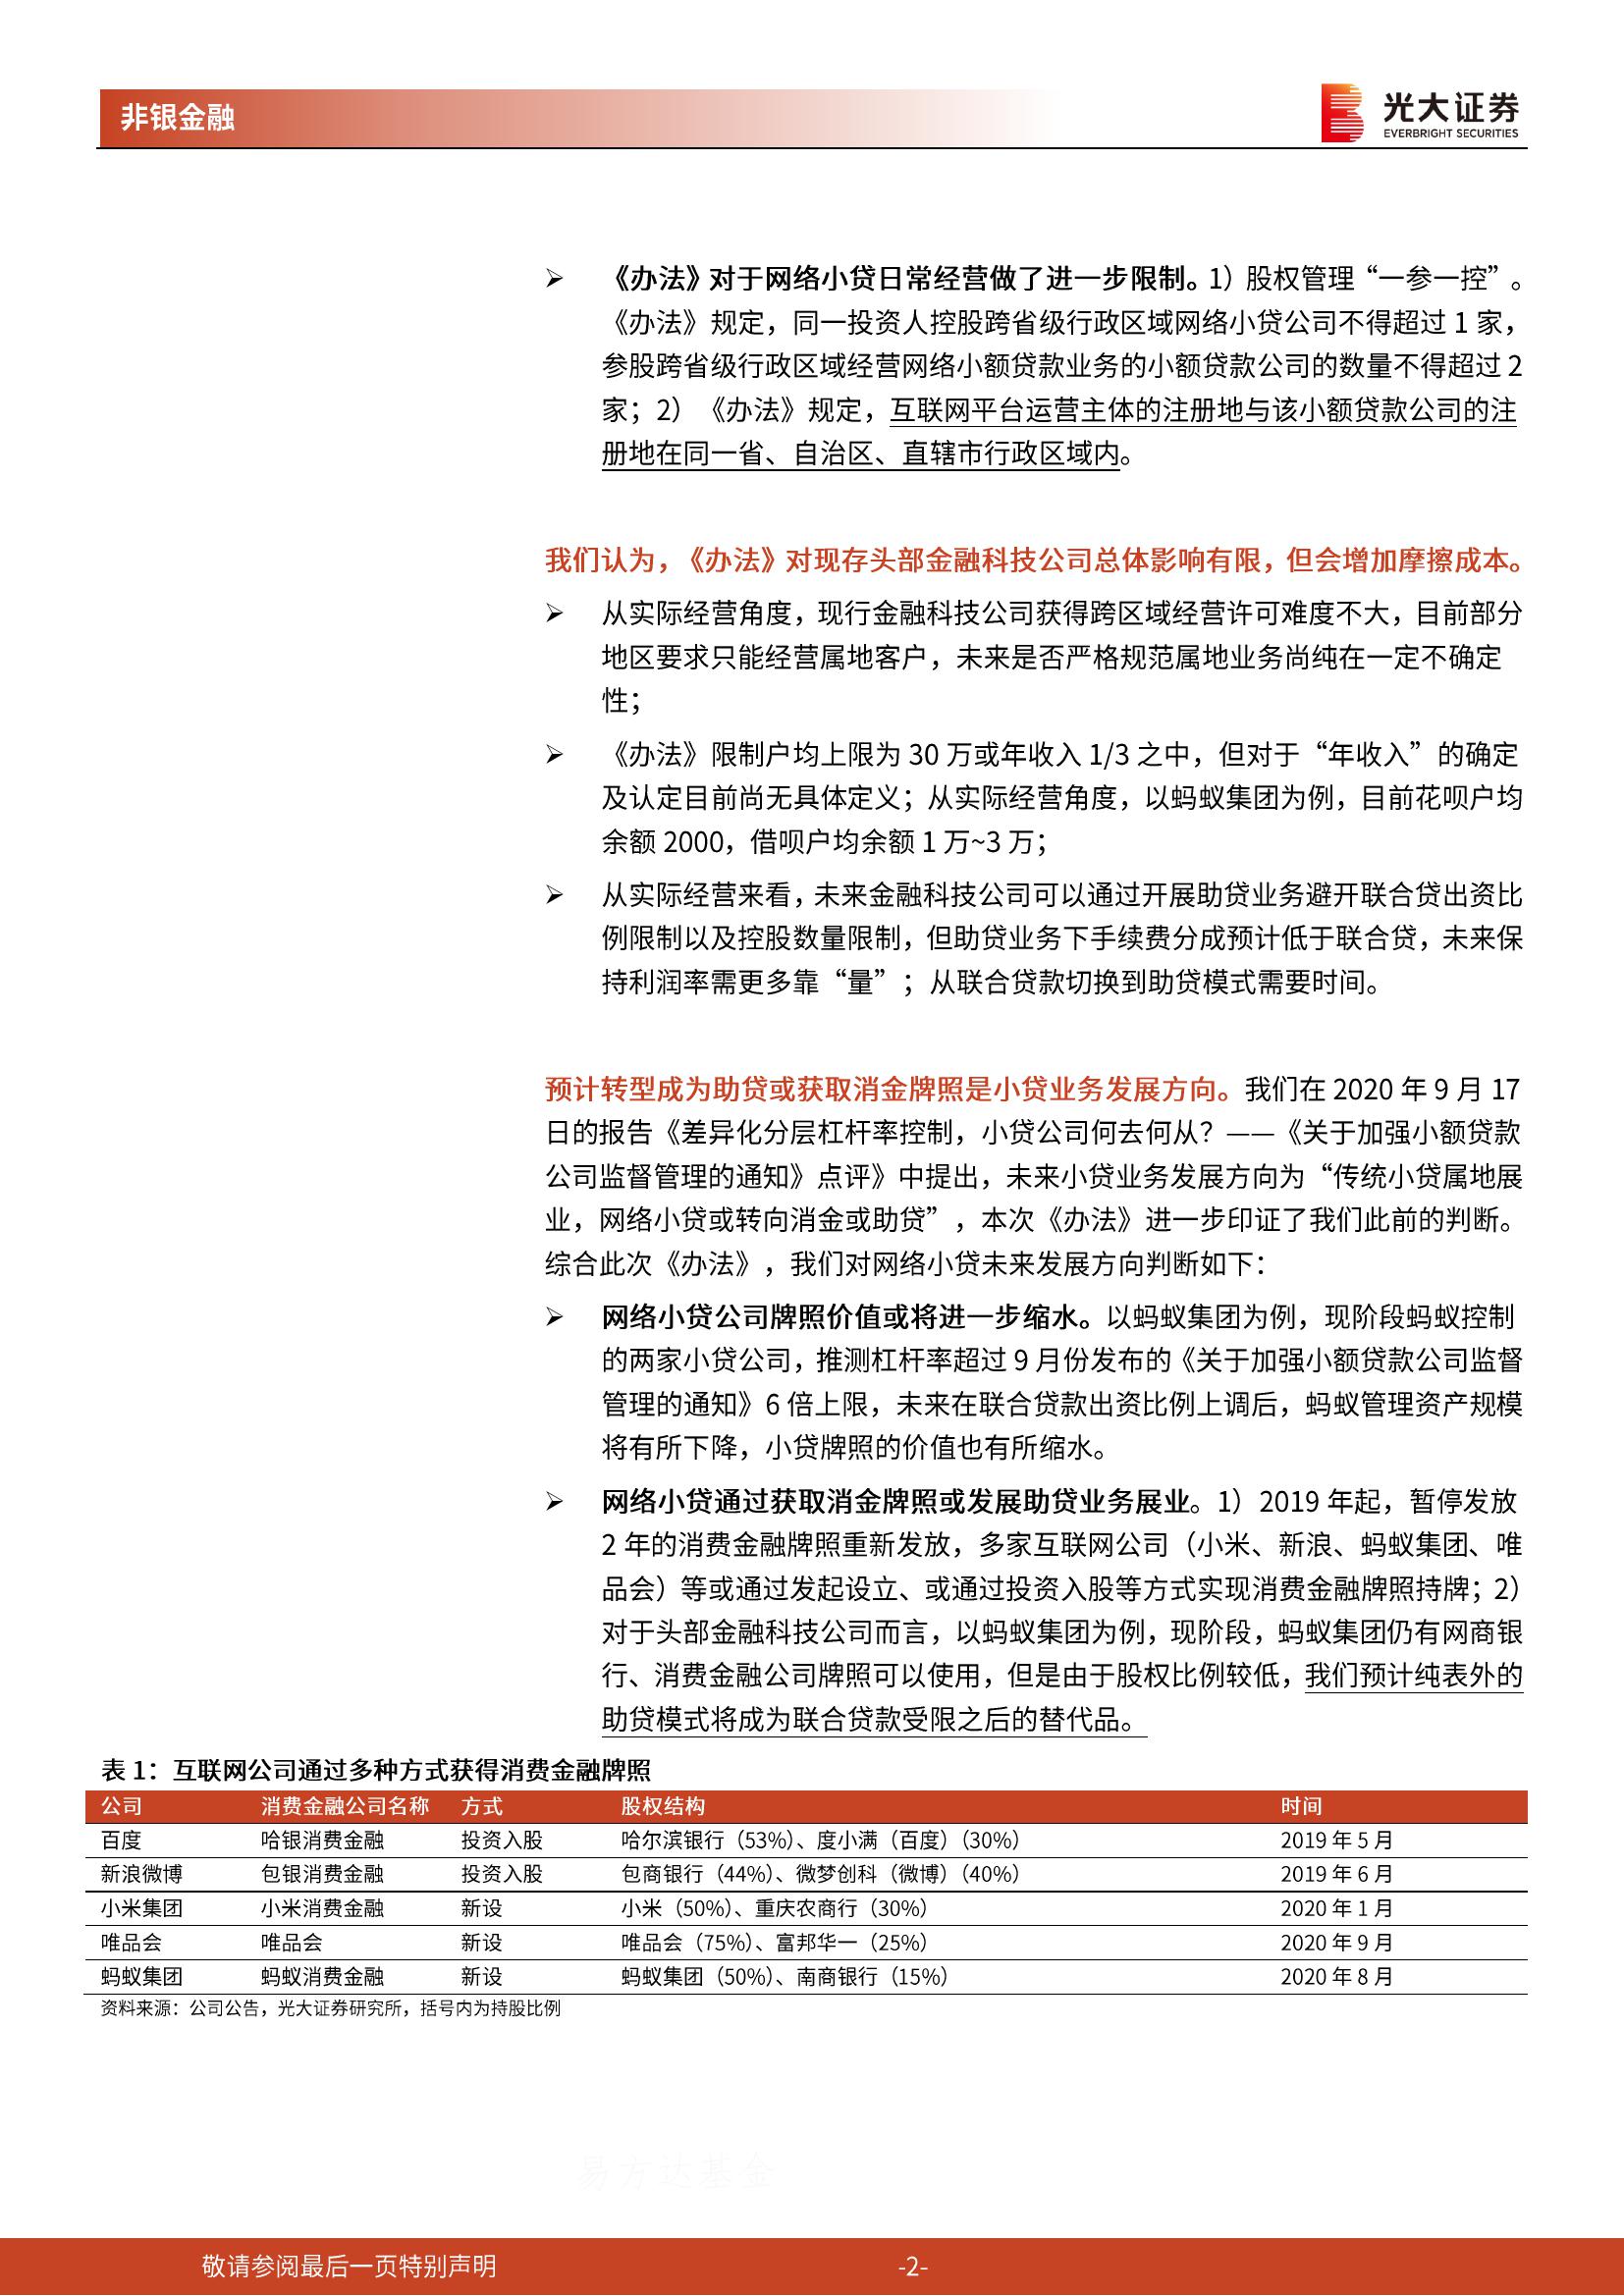 非银金融
光大证券
EVERBRIGHT SECURITIES
《办法》对于网络小贷日常经营做了进一步限制。1）股权管理“一参一控”。
《办法》规定，同一投资人控股跨省级行政区域网络小贷公司不得超过 1 家，
参股跨省级行政区域经营网络小额贷款业务的小额贷款公司的数量不得超过 2
家；2）《办法》规定，互联网平台运营主体的注册地与该小额贷款公司的注
册地在同一省、自治区、直辖市行政区域内。
我们认为，《办法》对现存头部金融科技公司总体影响有限，但会增加摩擦成本。
从实际经营角度，现行金融科技公司获得跨区域经营许可难度不大，目前部分
地区要求只能经营属地客户，未来是否严格规范属地业务尚纯在一定不确定
性；
《办法》限制户均上限为 30 万或年收入 1/3 之中，但对于“年收入”的确定
及认定目前尚无具体定义；从实际经营角度，以蚂蚁集团为例，目前花呗户均
余额 2000，借呗户均余额 1 万~3 万；
从实际经营来看，未来金融科技公司可以通过开展助贷业务避开联合贷出资比
例限制以及控股数量限制，但助贷业务下手续费分成预计低于联合贷，未来保
持利润率需更多靠“量”；从联合贷款切换到助贷模式需要时间。
预计转型成为助贷或获取消金牌照是小贷业务发展方向。我们在 2020 年 9 月 17
日的报告《差异化分层杠杆率控制，小贷公司何去何从？——《关于加强小额贷款
公司监督管理的通知》点评》中提出，未来小贷业务发展方向为“传统小贷属地展
业，网络小贷或转向消金或助贷”，本次《办法》进一步印证了我们此前的判断。
综合此次《办法》，我们对网络小贷未来发展方向判断如下：
网络小贷公司牌照价值或将进一步缩水。以蚂蚁集团为例，现阶段蚂蚁控制
的两家小贷公司，推测杠杆率超过 9 月份发布的《关于加强小额贷款公司监督
管理的通知》6 倍上限，未来在联合贷款出资比例上调后，蚂蚁管理资产规模
将有所下降，小贷牌照的价值也有所缩水。
网络小贷通过获取消金牌照或发展助贷业务展业。1）2019 年起，暂停发放
2 年的消费金融牌照重新发放，多家互联网公司（小米、新浪、蚂蚁集团、唯
品会）等或通过发起设立、或通过投资入股等方式实现消费金融牌照持牌；2）
对于头部金融科技公司而言，以蚂蚁集团为例，现阶段，蚂蚁集团仍有网商银
行、消费金融公司牌照可以使用，但是由于股权比例较低，我们预计纯表外的
助贷模式将成为联合贷款受限之后的替代品。
表 1：互联网公司通过多种方式获得消费金融牌照
公司 消费金融公司名称 方式 股权结构 时间
百度 哈银消费金融 投资入股 哈尔滨银行（53%）、度小满（百度）（30%） 2019 年 5 月
新浪微博 包银消费金融 投资入股 包商银行（44%）、微梦创科（微博）（40%） 2019 年 6 月
小米集团 小米消费金融 新设 小米（50%）、重庆农商行（30%） 2020 年 1 月
唯品会 唯品会 新设 唯品会（75%）、富邦华一（25%） 2020 年 9 月
蚂蚁集团 蚂蚁消费金融 新设 蚂蚁集团（50%）、南商银行（15%） 2020 年 8 月
资料来源：公司公告，光大证券研究所，括号内为持股比例
易方达基金
敬请参阅最后一页特别声明 -2-